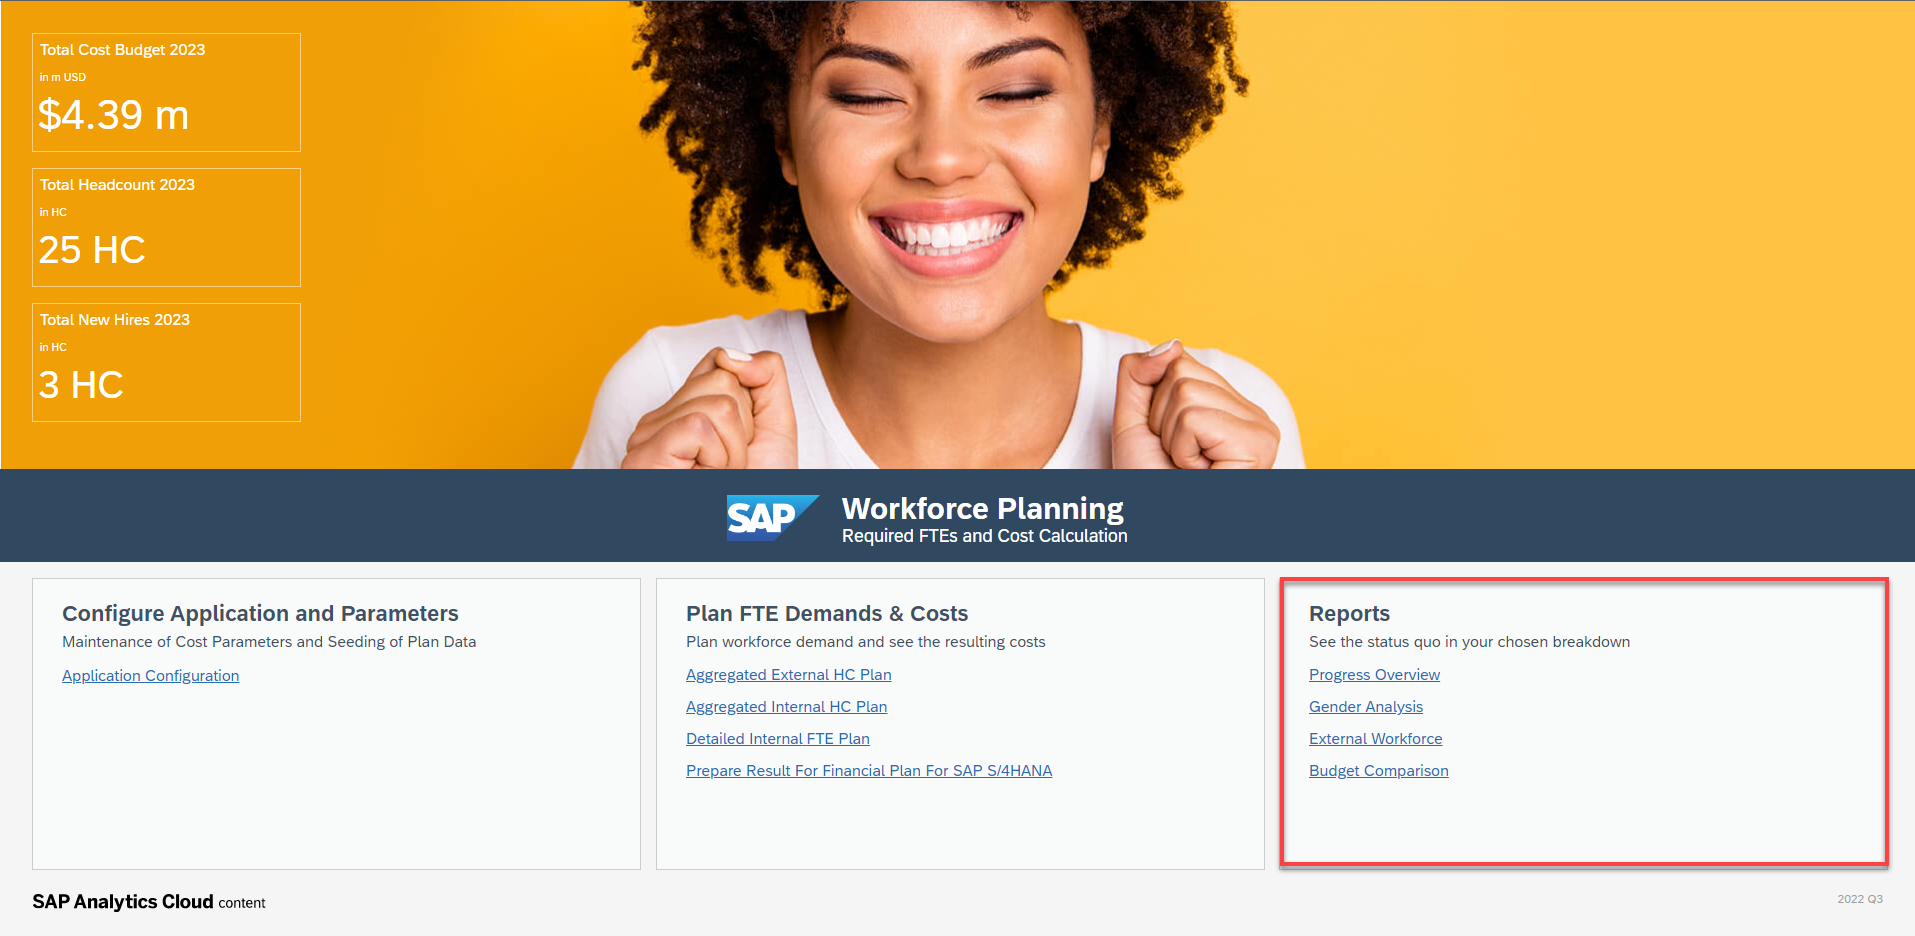 Total Cost Budget 2023
in m USD
$4.39 m
Total Headcount 2023
in HC
25 HC
Total New Hires 2023
in HC
3 HC
SAP
Workforce Planning
Required FTEs and Cost Calculation
Configure Application and Parameters
Maintenance of Cost Parameters and Seeding of Plan Data
Application Configuration
Plan FTE Demands & Costs
Plan workforce demand and see the resulting costs
Aggregated External HC Plan
Aggregated Internal HC Plan
Detailed Internal FTE Plan
Prepare Result For Financial Plan For SAP S/4HANA
Reports
See the status quo in your chosen breakdown
Progress Overview
Gender Analysis
External Workforce
Budget Comparison
SAP Analytics Cloud content
2022 Q3